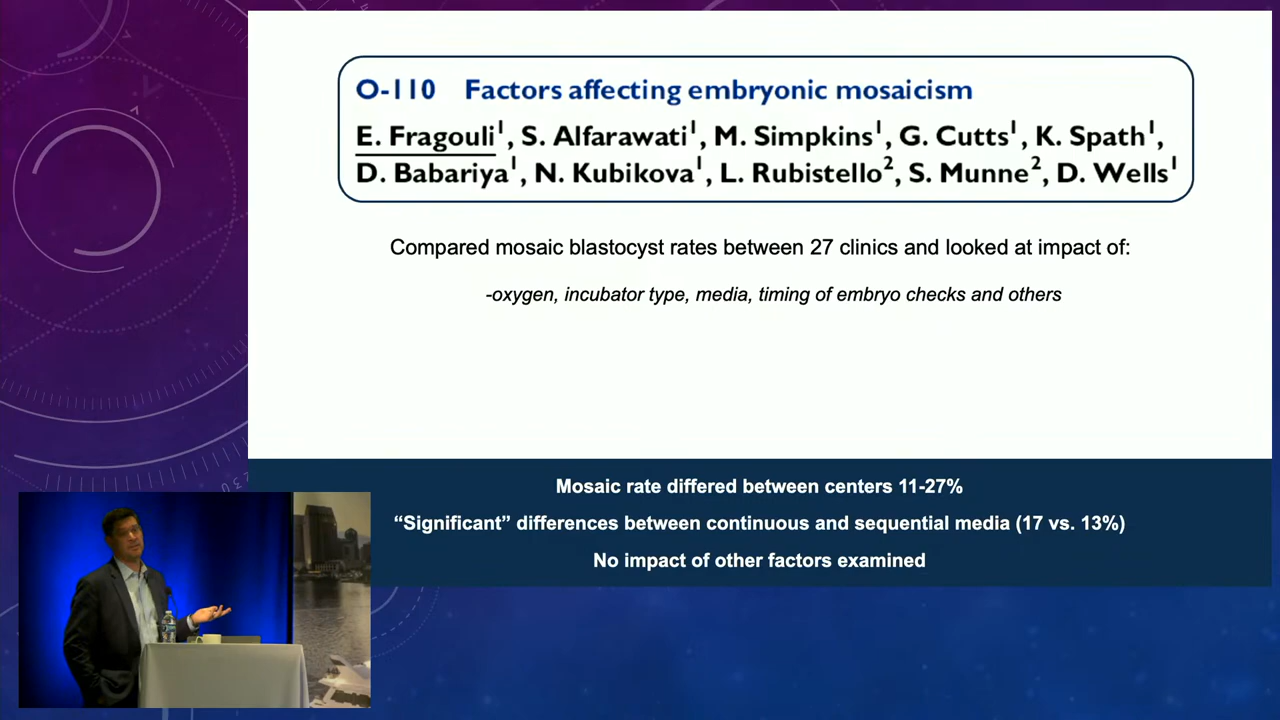 O-110 Factors affecting embryonic mosaicism
E. Fragouli¹, S. Alfarawati¹, M. Simpkins¹, G. Cutts¹, K. Spath¹,
D. Babariya¹, N. Kubikova¹, L. Rubistello², S. Munne², D. Wells¹
Compared mosaic blastocyst rates between 27 clinics and looked at impact of:
-oxygen, incubator type, media, timing of embryo checks and others
Mosaic rate differed between centers 11-27%
“Significant” differences between continuous and sequential media (17 vs. 13%)
No impact of other factors examined